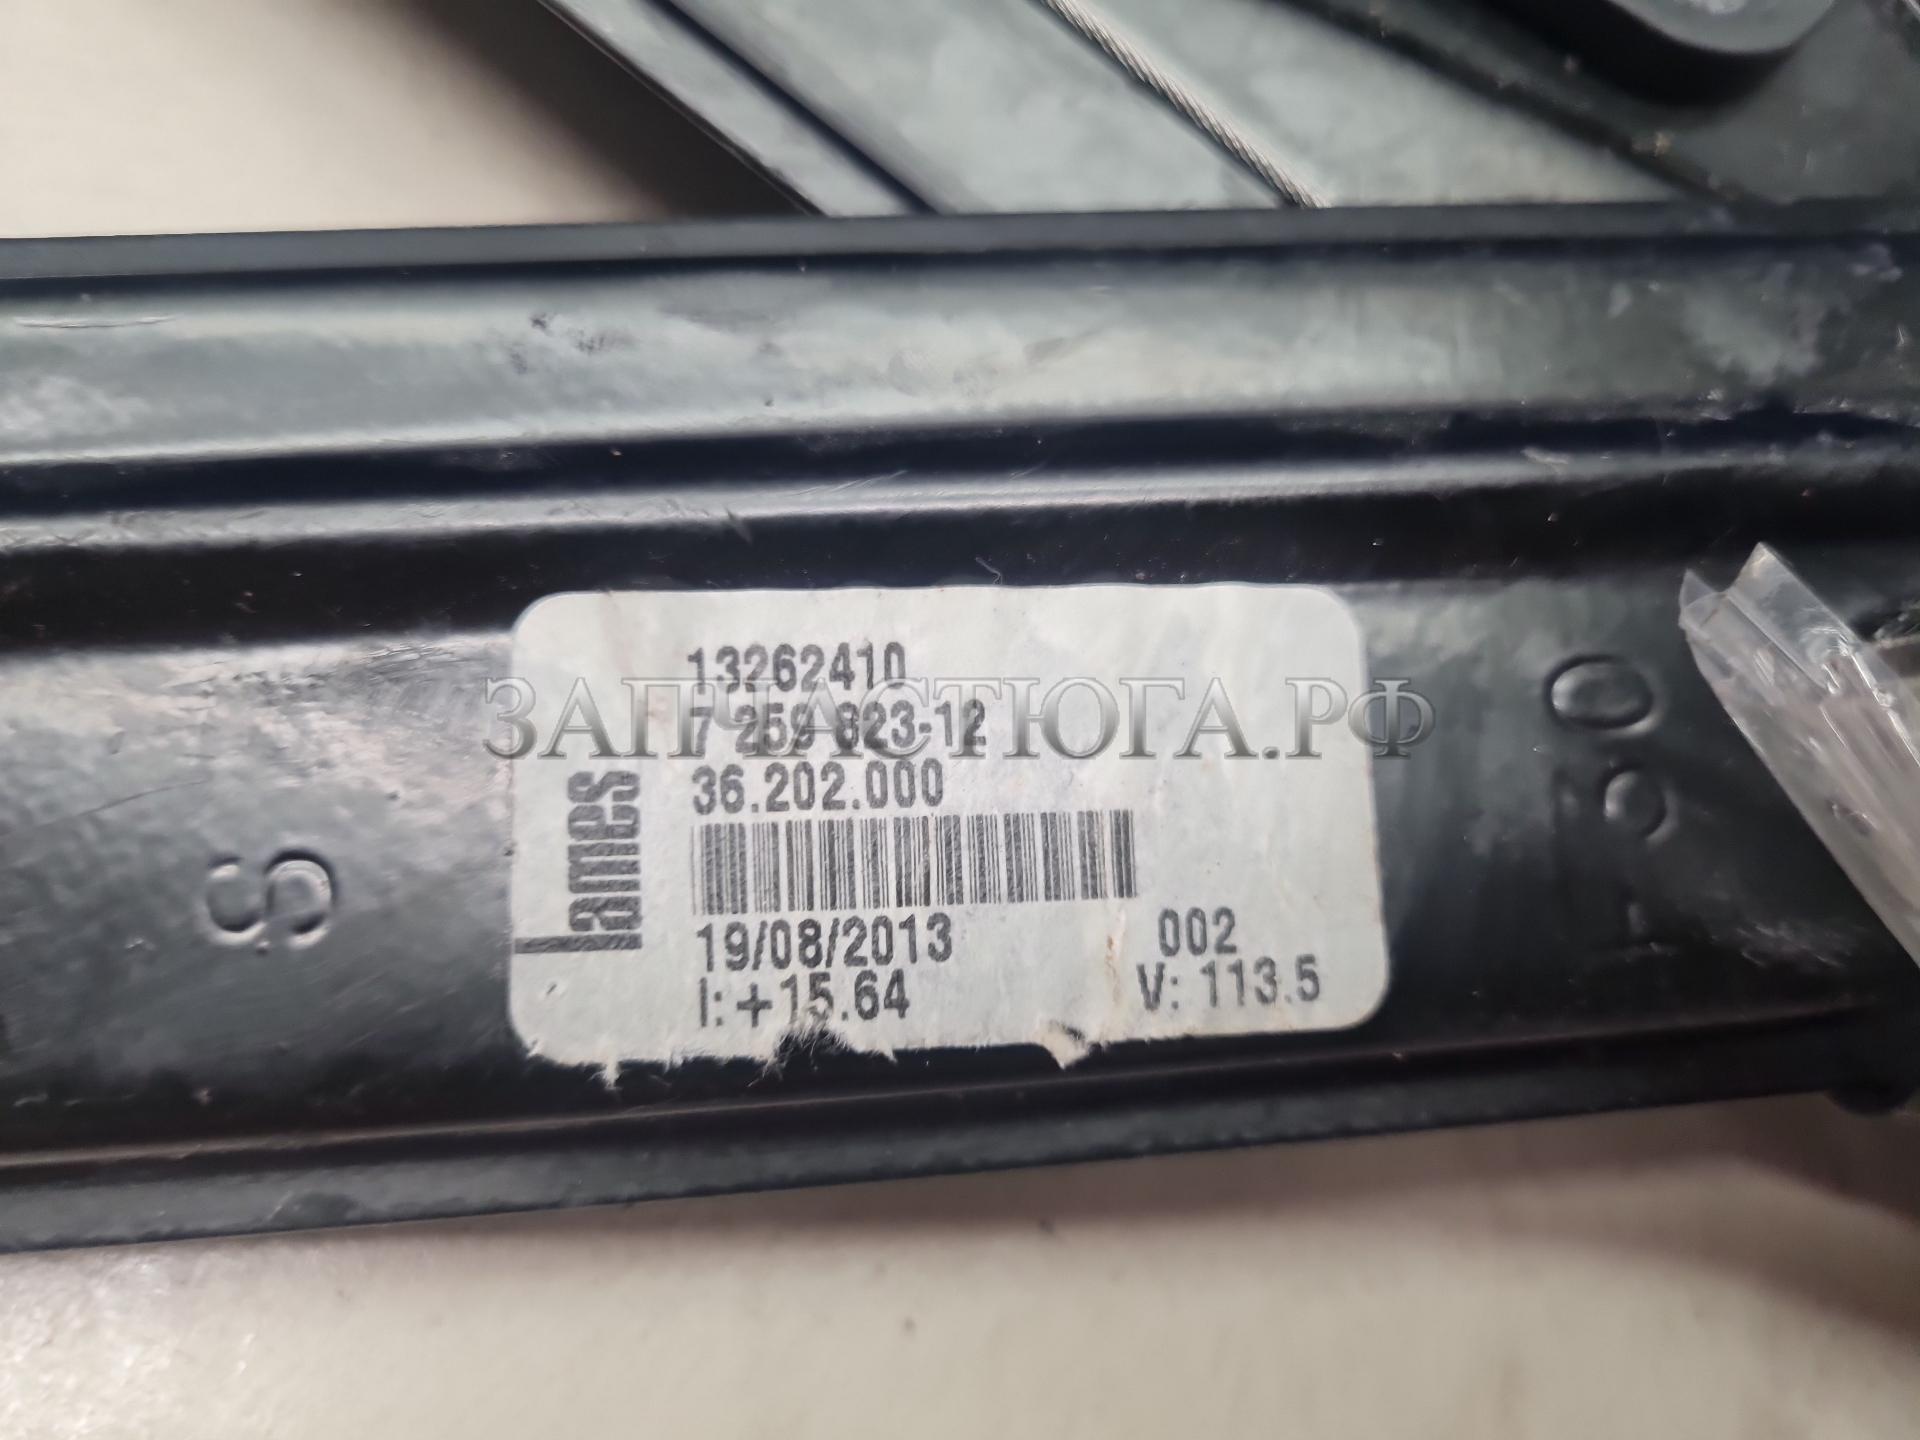 13262410
7 259 823-12
ЗАПЧАСТЮГА.РФ
36.202.000
lames
19/08/2013
002
I: +15.64
V: 113.5
S